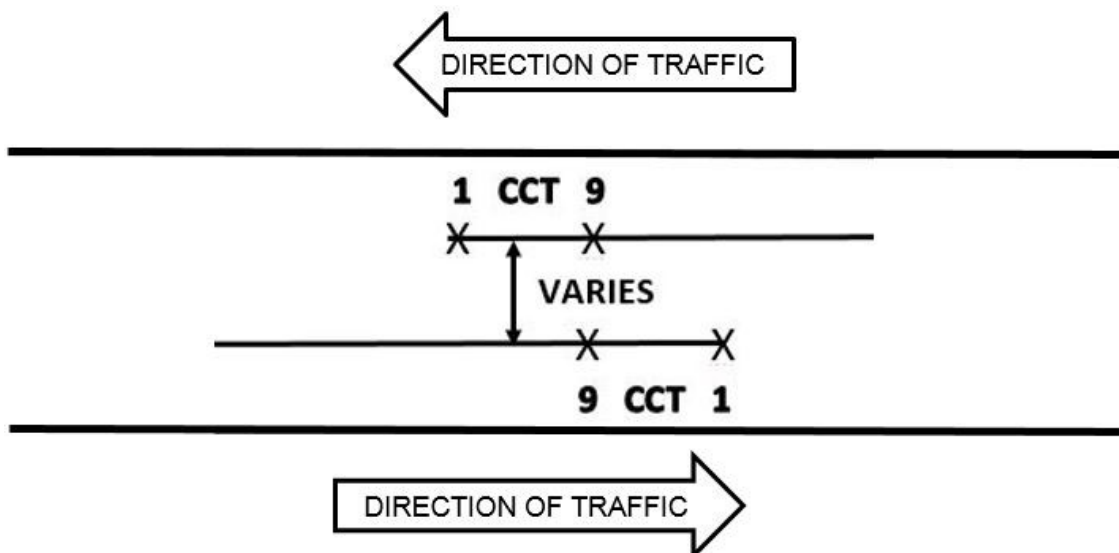 DIRECTION OF TRAFFIC
1 CCT 9
VARIES
9 CCT 1
DIRECTION OF TRAFFIC